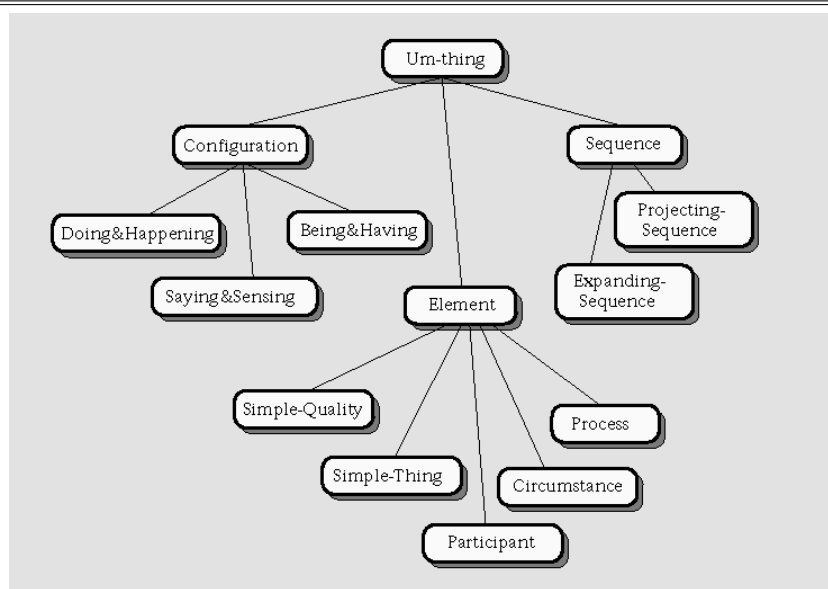 Um-thing
Configuration
Sequence
Doing&Happening
Being&Having
Projecting-
Sequence
Saying&Sensing
Expanding-
Sequence
Element
Simple-Quality
Process
Simple-Thing
Circumstance
Participant